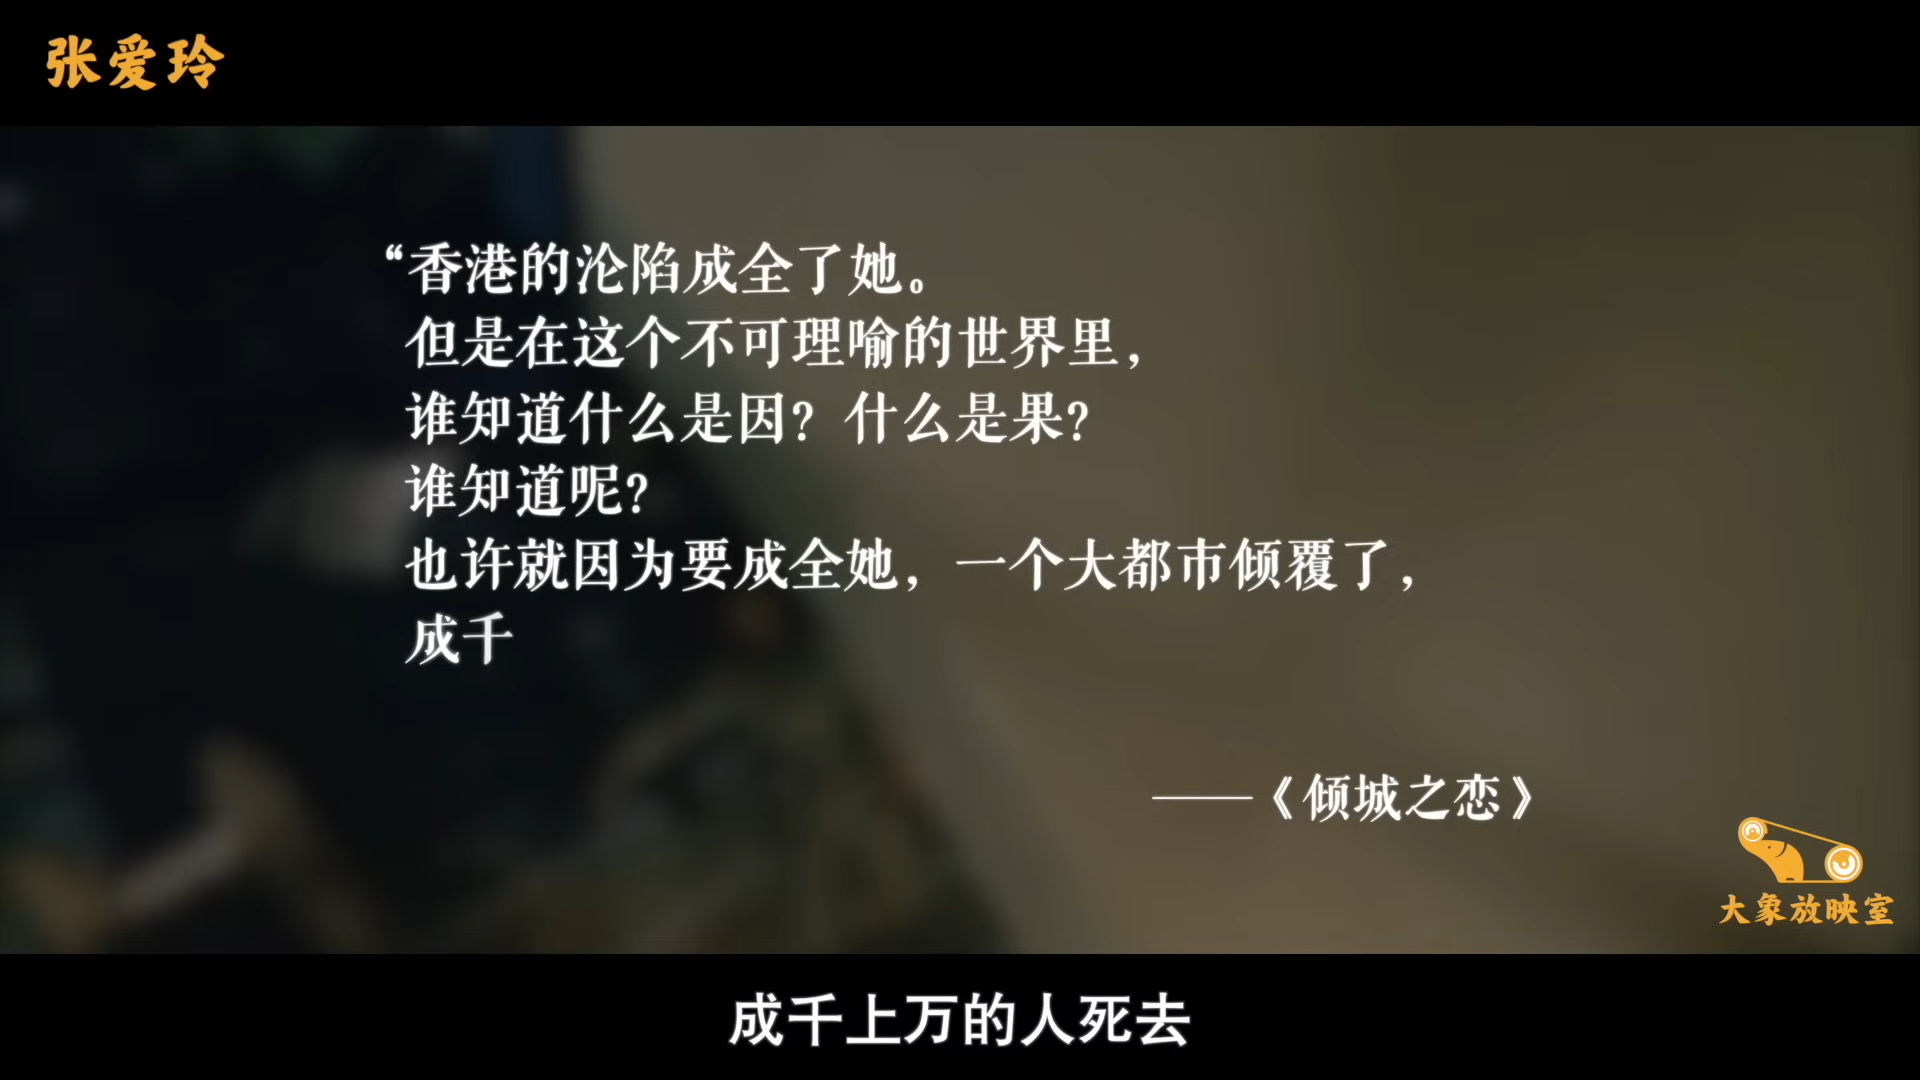 张爱玲
“香港的沦陷成全了她。
但是在这个不可理喻的世界里，
谁知道什么是因？什么是果？
谁知道呢？
也许就因为要成全她，一个大都市倾覆了，
成千
——《倾城之恋》
大象放映室
成千上万的人死去